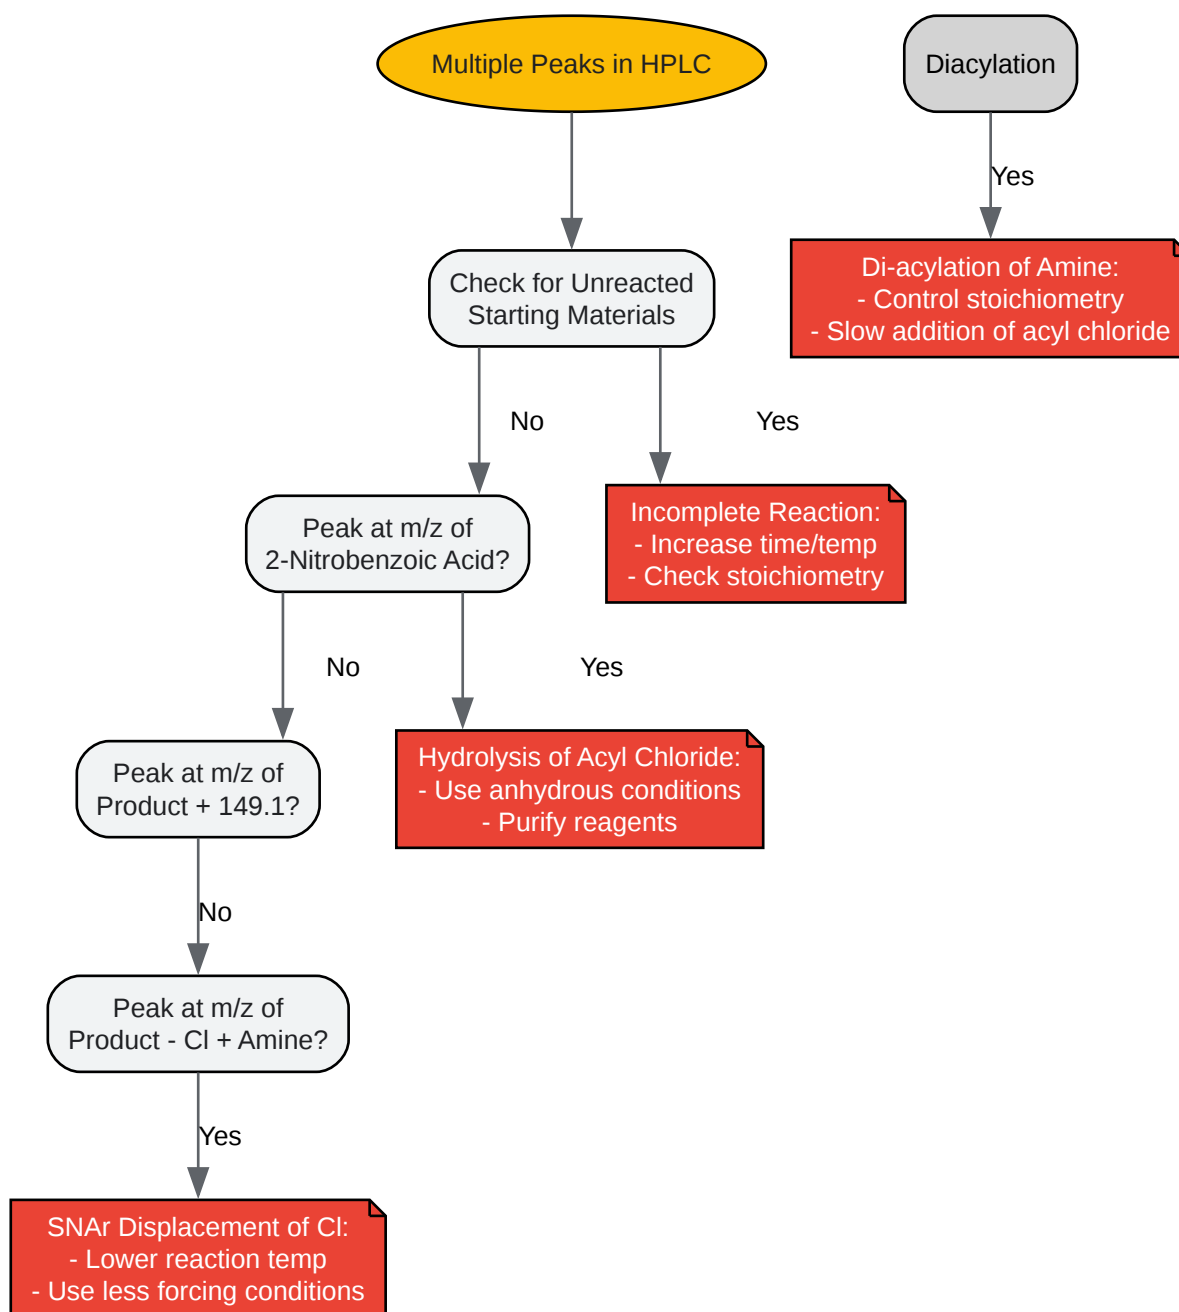 Multiple Peaks in HPLC
Diacylation
Yes
Check for Unreacted
Starting Materials
Di-acylation of Amine:
- Control stoichiometry
- Slow addition of acyl chloride
No
Yes
Peak at m/z of
2-Nitrobenzoic Acid?
Incomplete Reaction:
- Increase time/temp
- Check stoichiometry
No
Yes
Peak at m/z of
Product + 149.1?
Hydrolysis of Acyl Chloride:
- Use anhydrous conditions
- Purify reagents
No
Peak at m/z of
Product - Cl + Amine?
Yes
SNAr Displacement of Cl:
- Lower reaction temp
- Use less forcing conditions